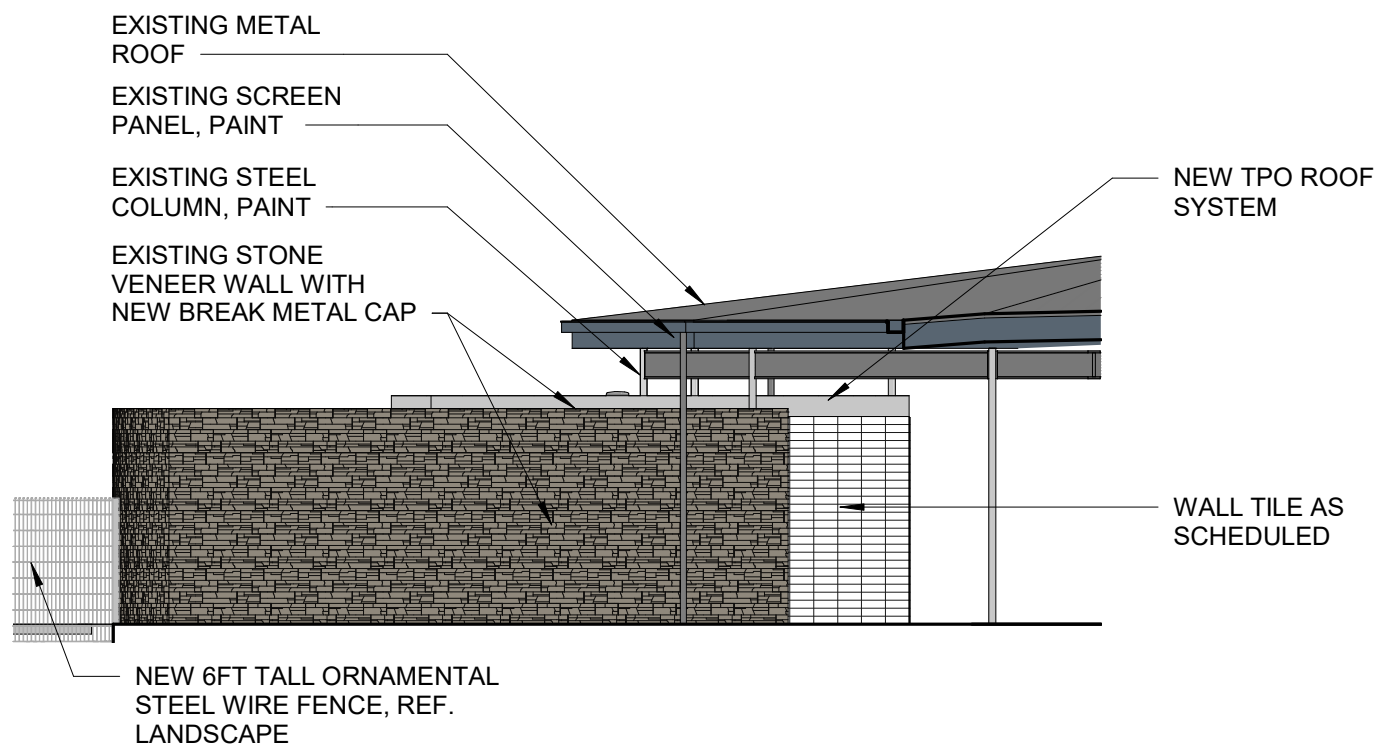 EXISTING METAL
ROOF
EXISTING SCREEN
PANEL, PAINT
EXISTING STEEL
COLUMN, PAINT
EXISTING STONE
VENEER WALL WITH
NEW BREAK METAL CAP
NEW TPO ROOF
SYSTEM
WALL TILE AS
SCHEDULED
NEW 6FT TALL ORNAMENTAL
STEEL WIRE FENCE, REF.
LANDSCAPE